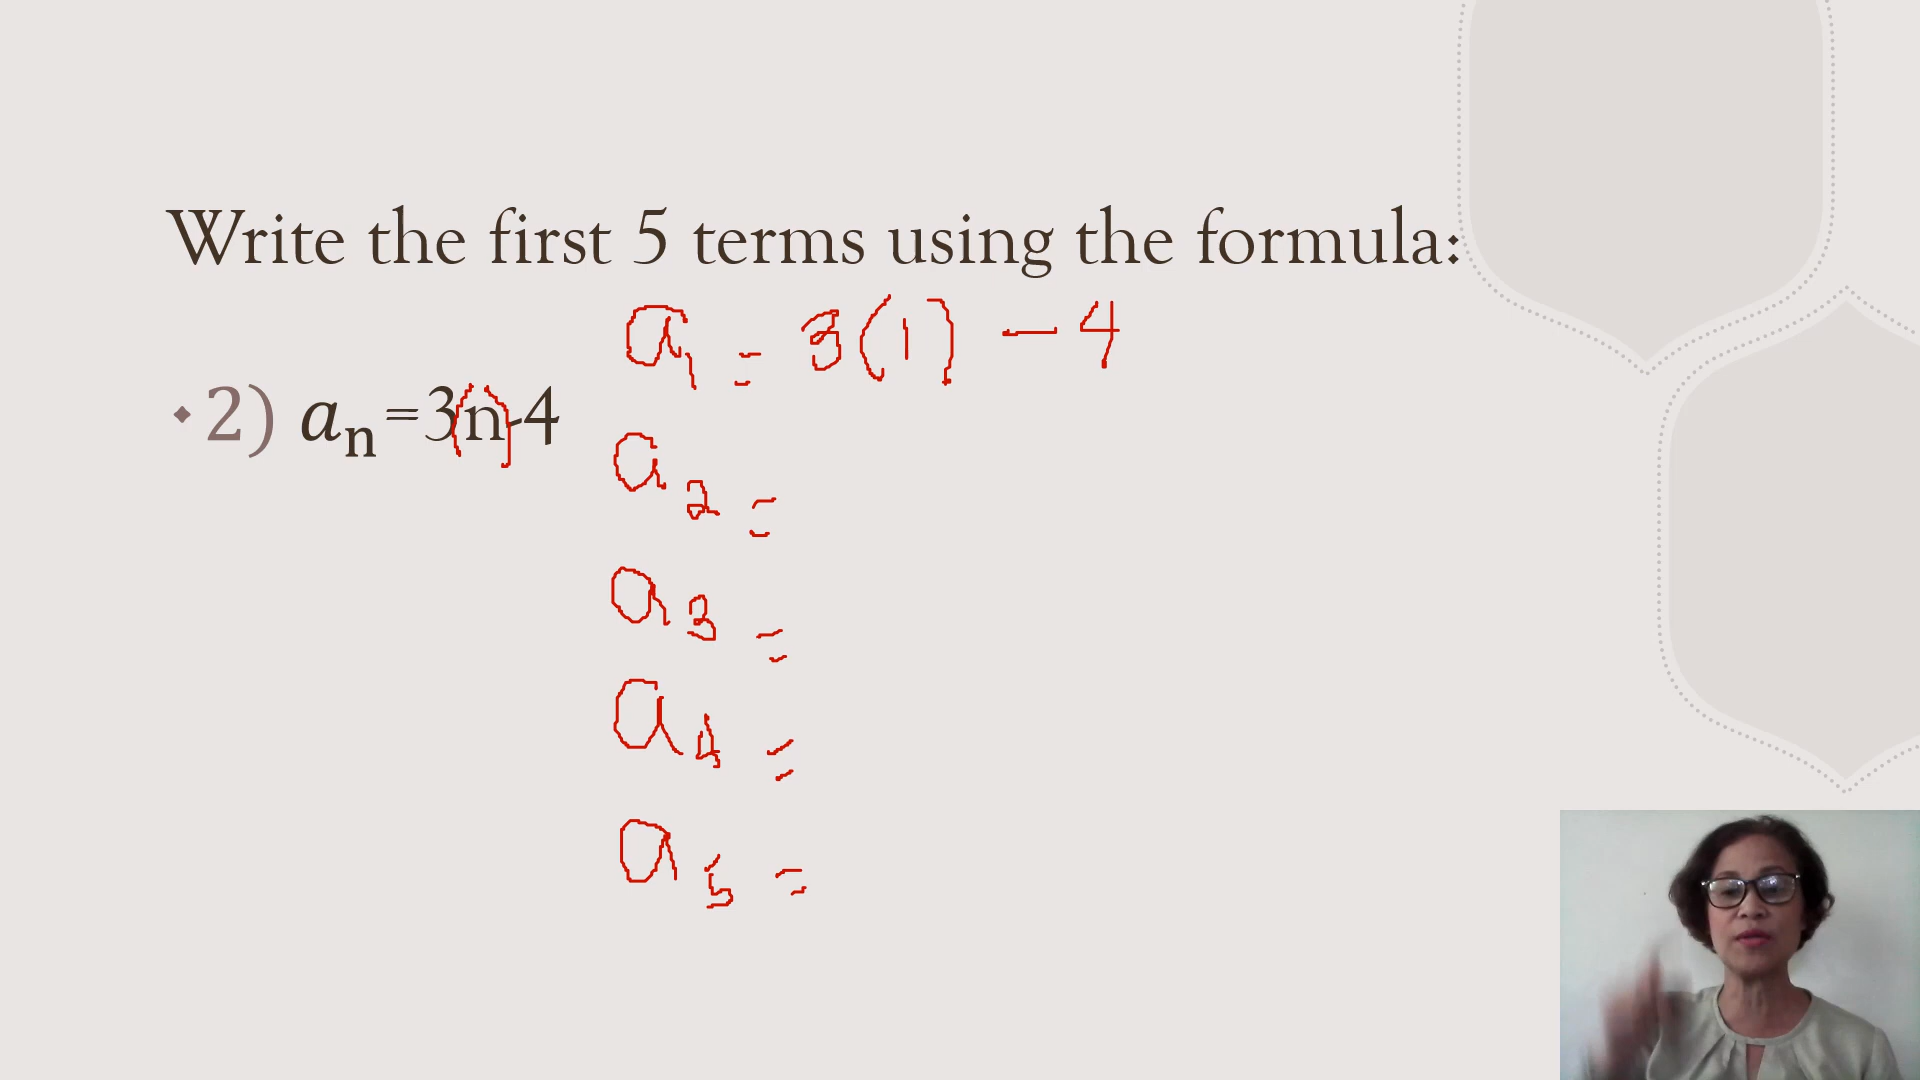 Write the first 5 terms using the formula:
a₁ = 3(1) - 4
2) aₙ=3(n)-4
a₂ =
a₃ =
a₄ =
a₅ =